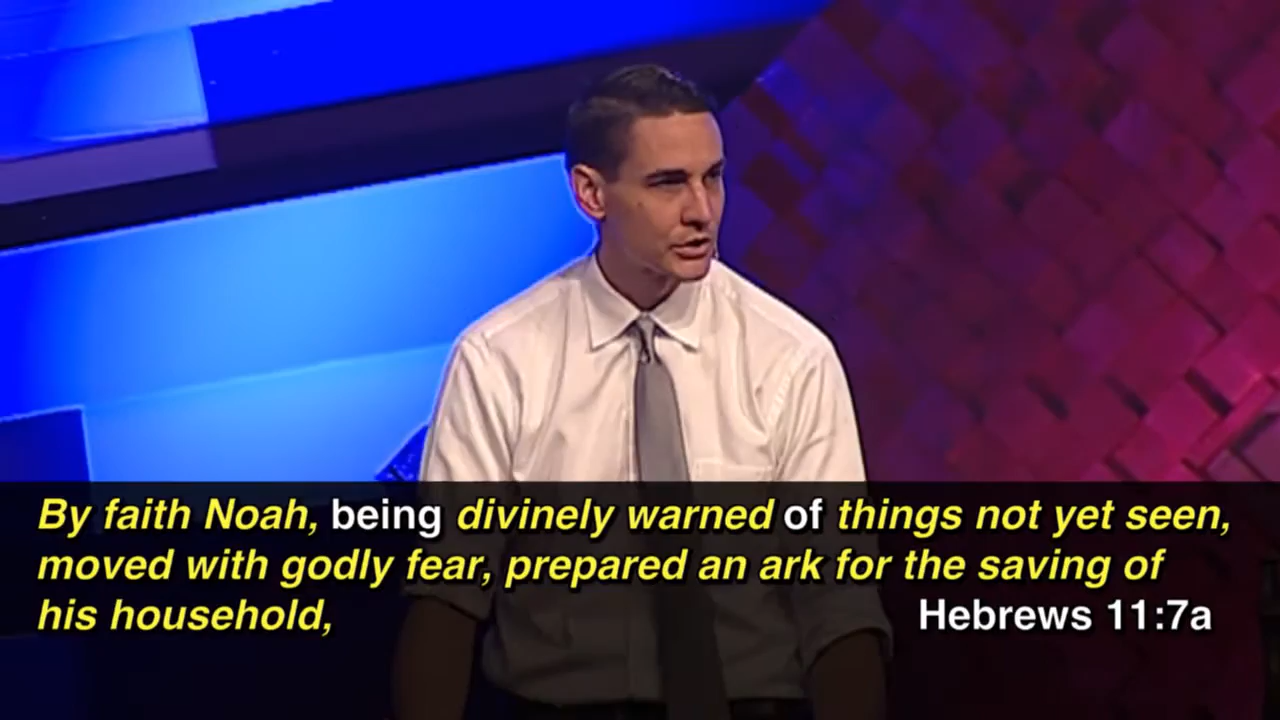 By faith Noah, being divinely warned of things not yet seen,
moved with godly fear, prepared an ark for the saving of
his household,
Hebrews 11:7a